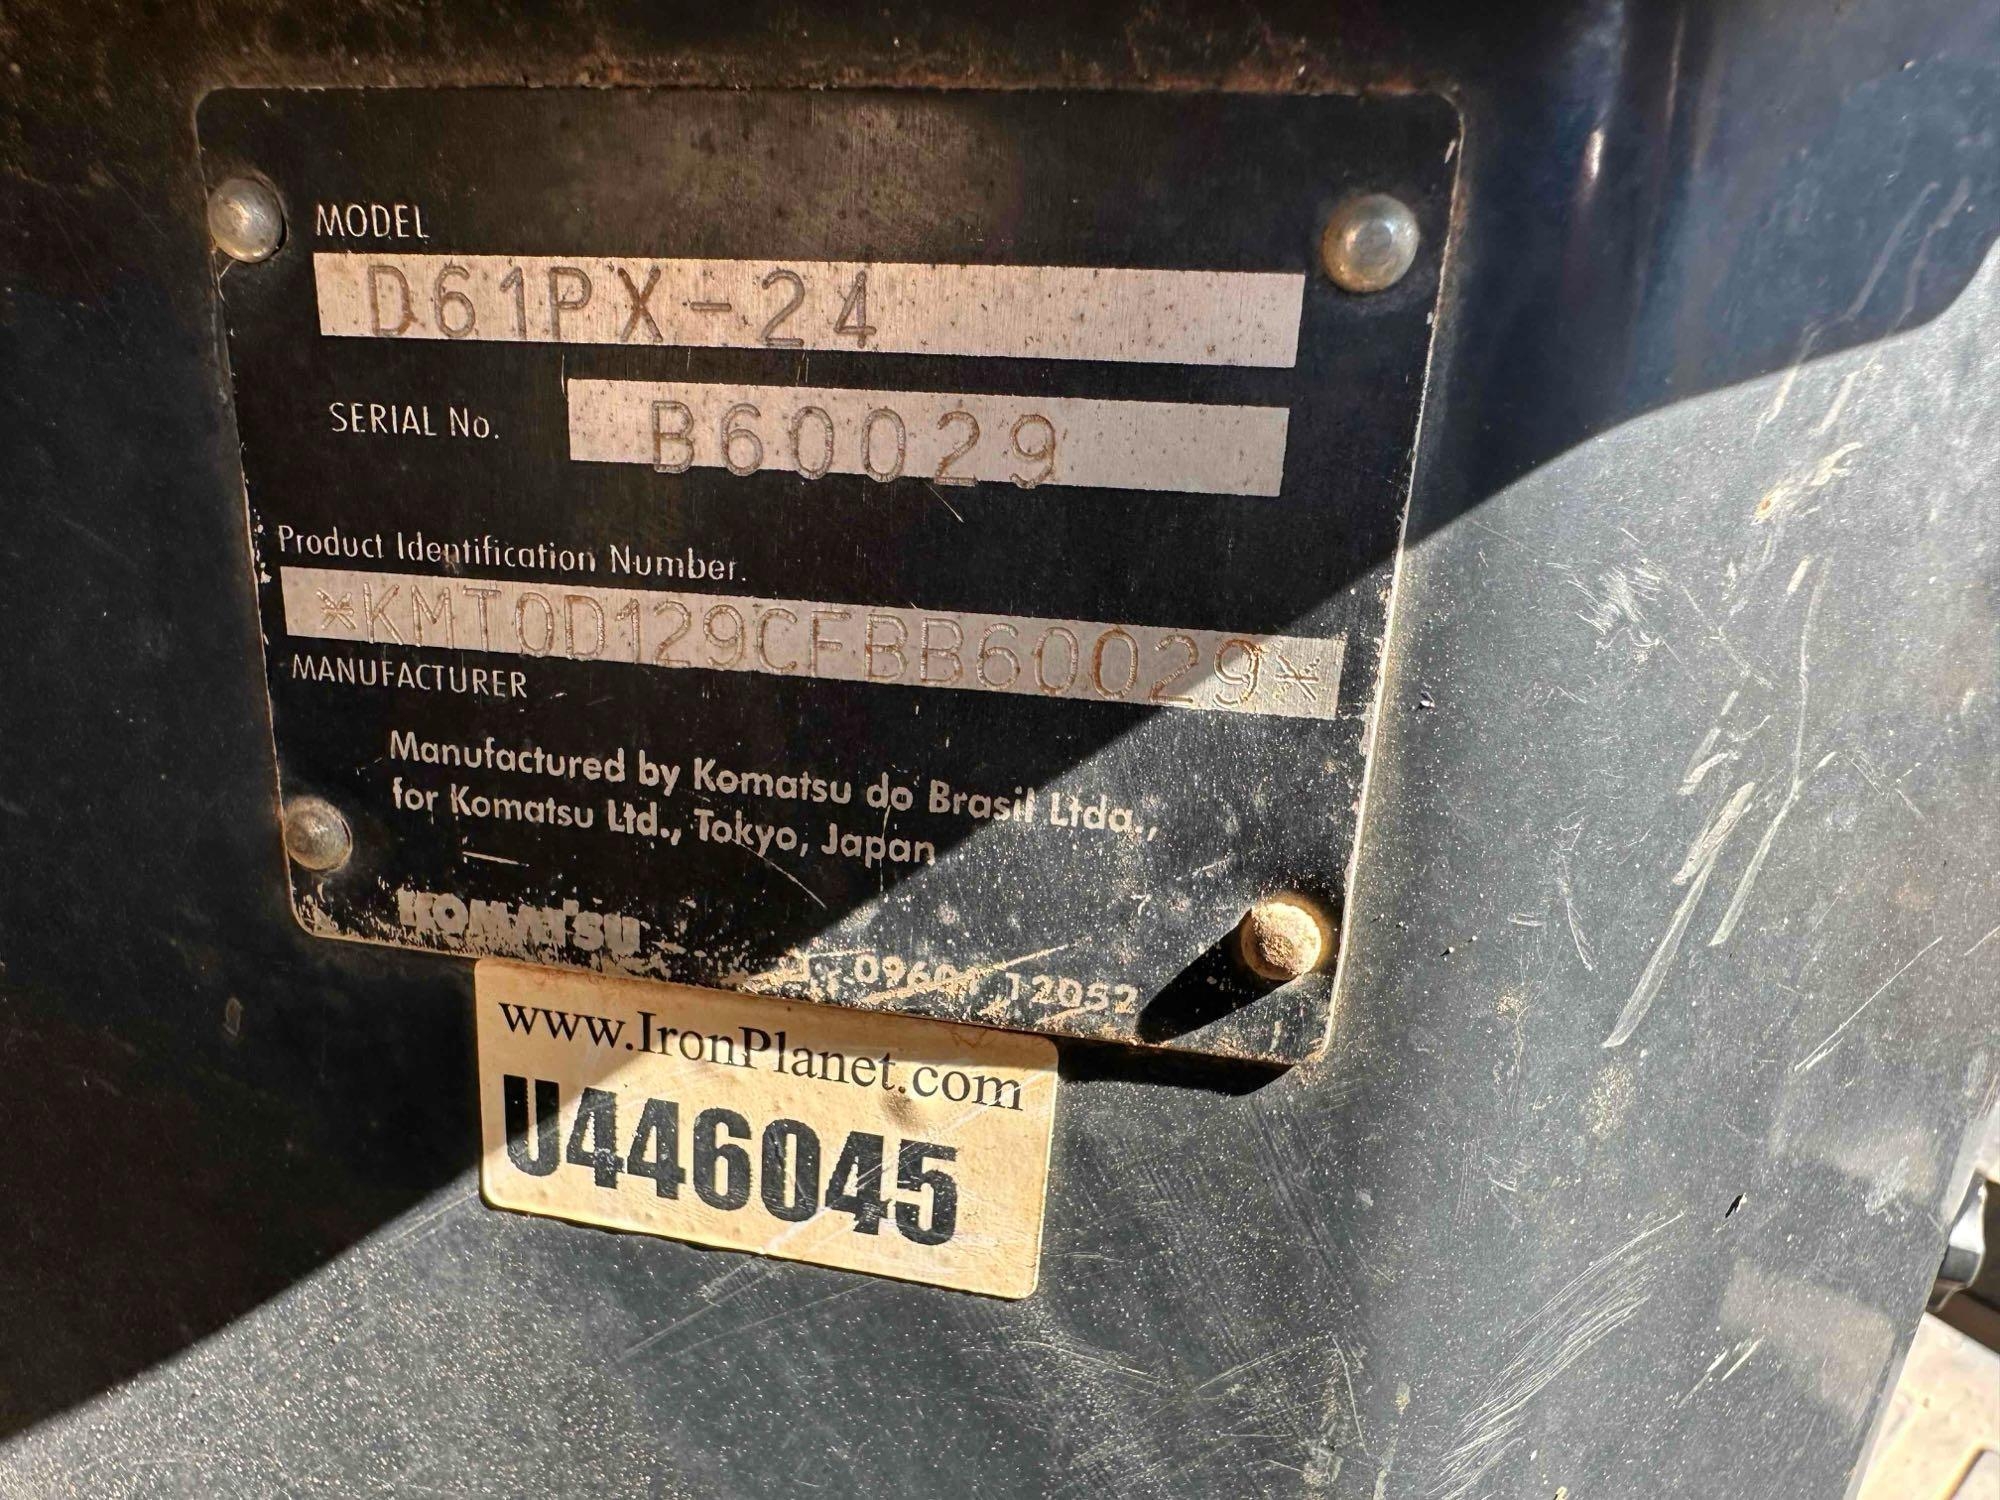 MODEL
D61PX-24
SERIAL No.
B60029
Product Identification Number.
*KMT0D129CFBB60029*
MANUFACTURER
Manufactured by Komatsu do Brasil Ltda.,
for Komatsu Ltd., Tokyo, Japan
KOMATSU
12052
www.IronPlanet.com
U446045